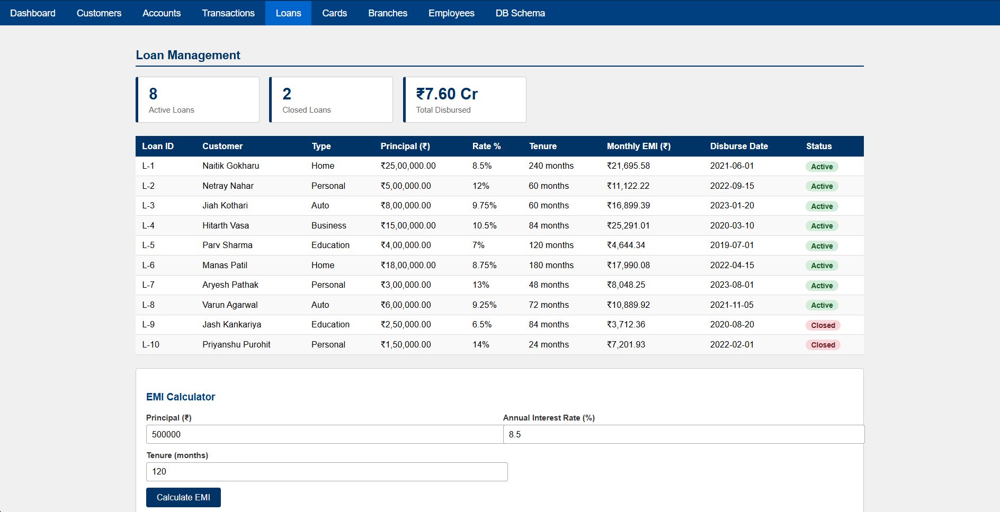 Dashboard Customers Accounts Transactions Loans Cards Branches Employees DB Schema
Loan Management
8
Active Loans
2
Closed Loans
₹7.60 Cr
Total Disbursed
Loan ID Customer Type Principal (₹) Rate % Tenure Monthly EMI (₹) Disburse Date Status
L-1 Naitik Gokharu Home ₹25,00,000.00 8.5% 240 months ₹21,695.58 2021-06-01 Active
L-2 Netray Nahar Personal ₹5,00,000.00 12% 60 months ₹11,122.22 2022-09-15 Active
L-3 Jiah Kothari Auto ₹8,00,000.00 9.75% 60 months ₹16,899.39 2023-01-20 Active
L-4 Hitarth Vasa Business ₹15,00,000.00 10.5% 84 months ₹25,291.01 2020-03-10 Active
L-5 Parv Sharma Education ₹4,00,000.00 7% 120 months ₹4,644.34 2019-07-01 Active
L-6 Manas Patil Home ₹18,00,000.00 8.75% 180 months ₹17,990.08 2022-04-15 Active
L-7 Aryesh Pathak Personal ₹3,00,000.00 13% 48 months ₹8,048.25 2023-08-01 Active
L-8 Varun Agarwal Auto ₹6,00,000.00 9.25% 72 months ₹10,889.92 2021-11-05 Active
L-9 Jash Kankariya Education ₹2,50,000.00 6.5% 84 months ₹3,712.36 2020-08-20 Closed
L-10 Priyanshu Purohit Personal ₹1,50,000.00 14% 24 months ₹7,201.93 2022-02-01 Closed
EMI Calculator
Principal (₹) Annual Interest Rate (%)
500000 8.5
Tenure (months)
120
Calculate EMI